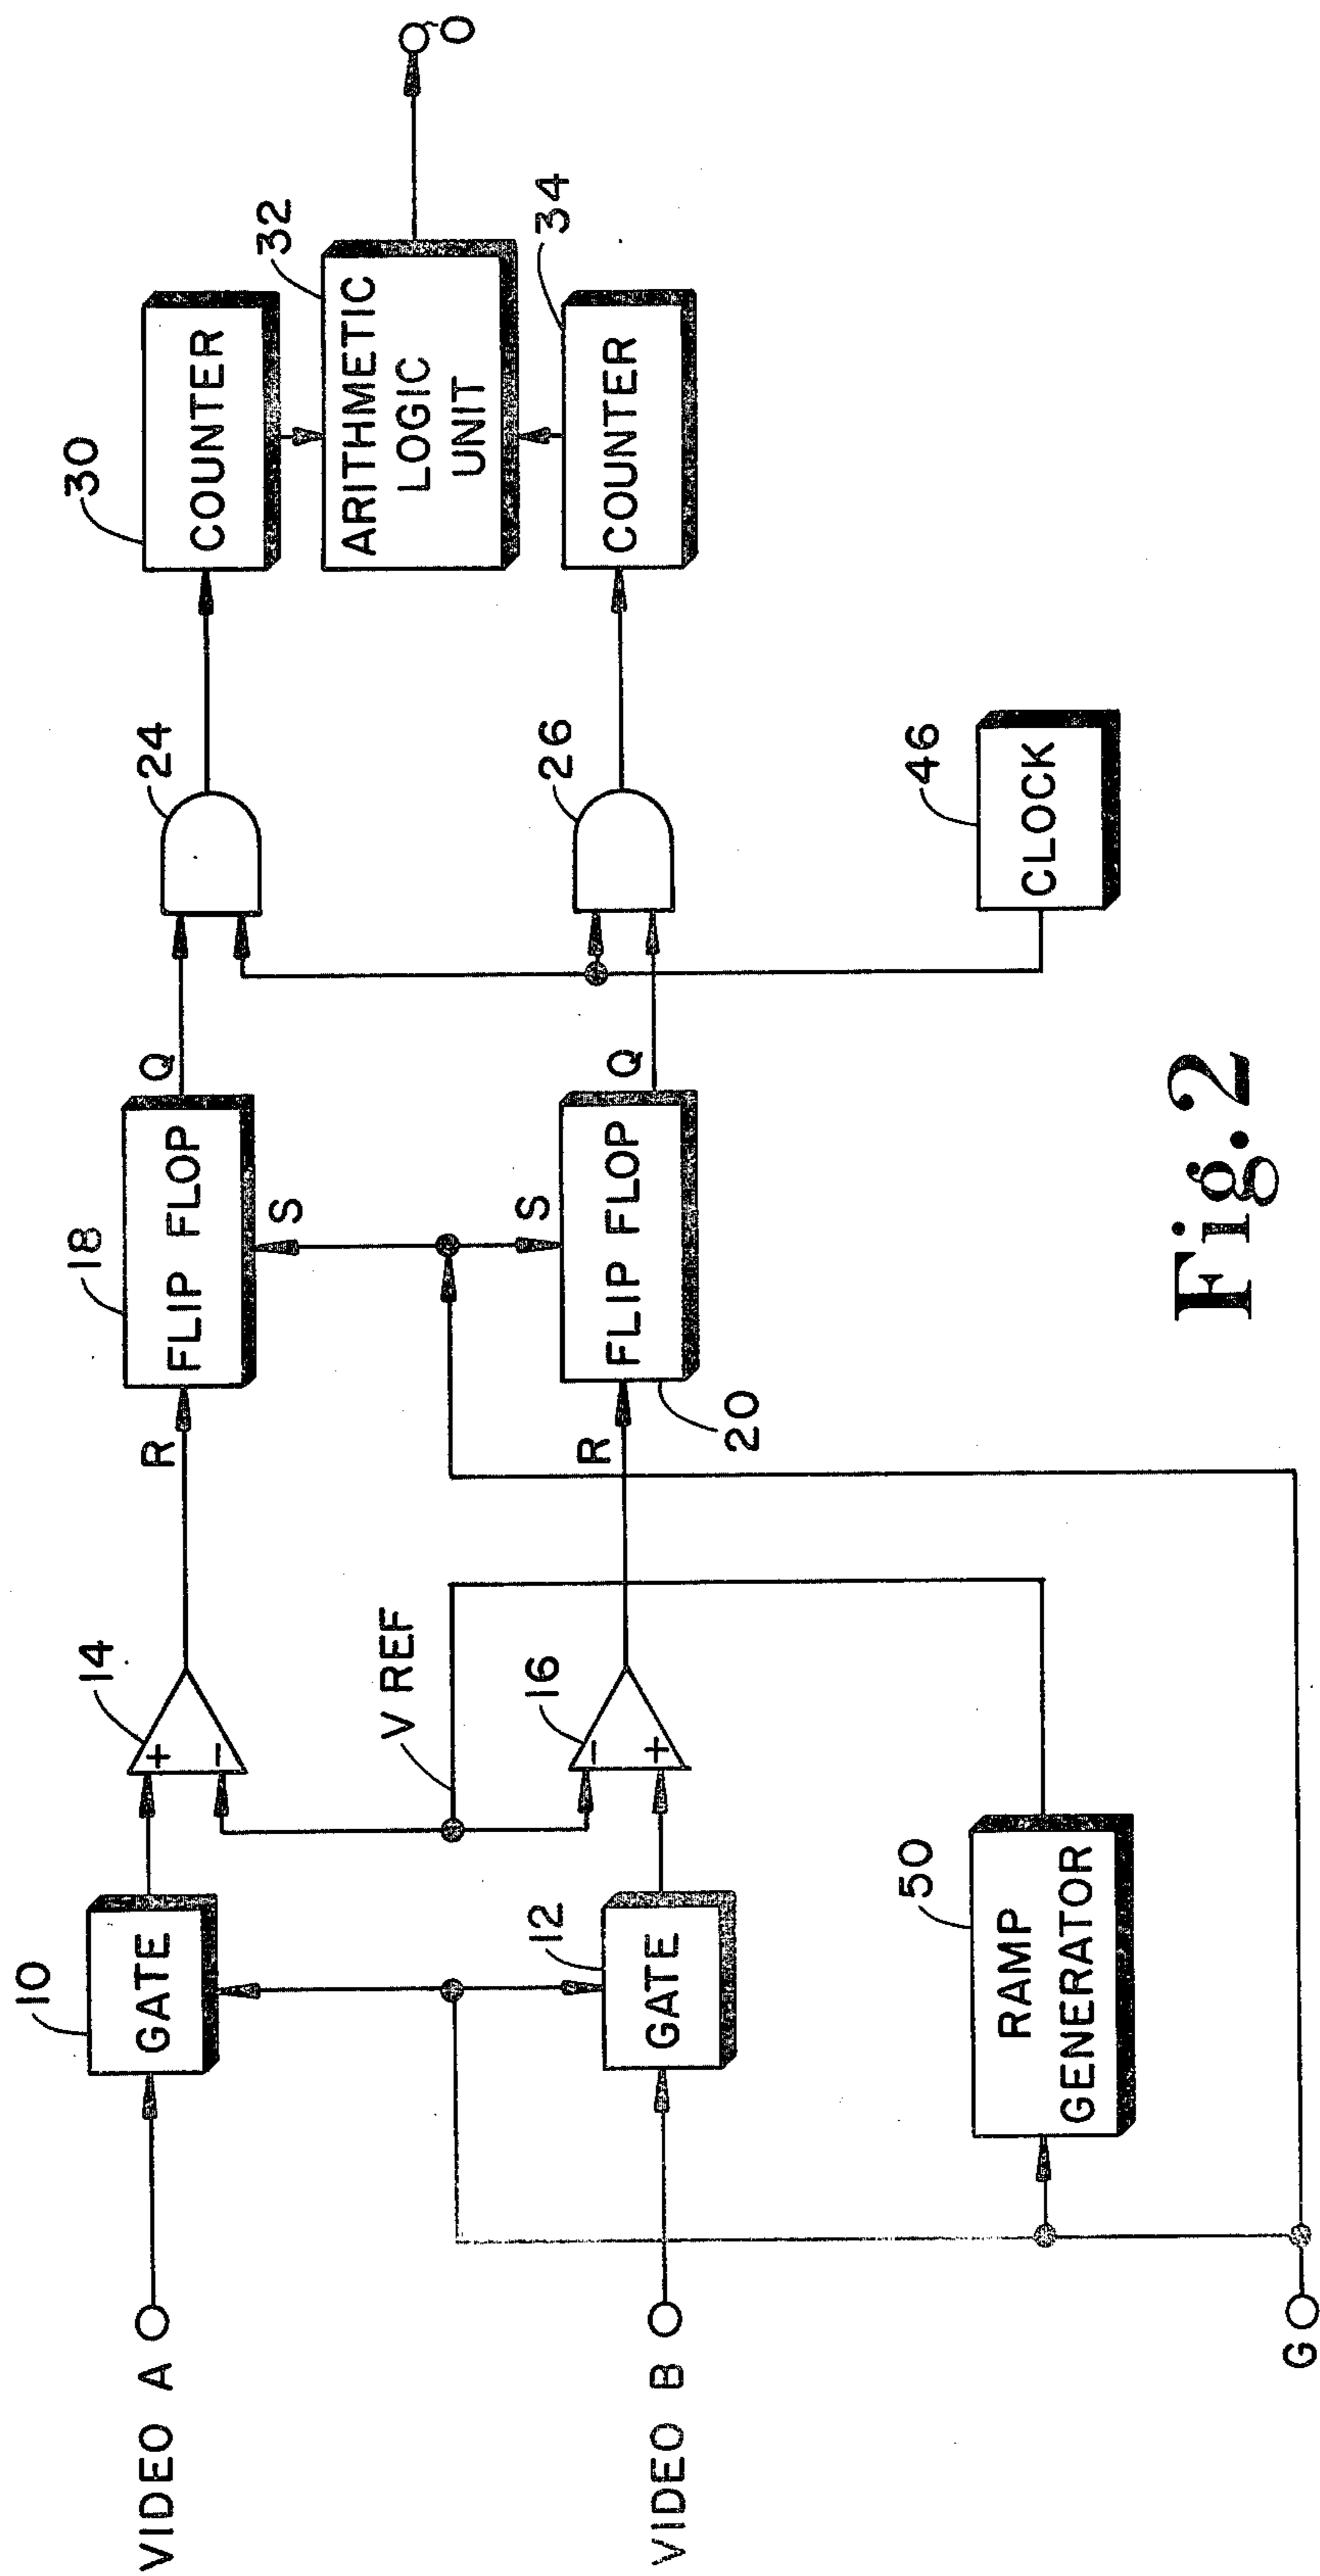 VIDEO A
10
GATE
14
+
−
R
18
FLIP FLOP
S
Q
24
30
COUNTER
32
ARITHMETIC
LOGIC
UNIT
O
V REF
VIDEO B
12
GATE
16
−
+
R
20
FLIP FLOP
S
Q
26
34
COUNTER
50
RAMP
GENERATOR
46
CLOCK
G
Fig.2